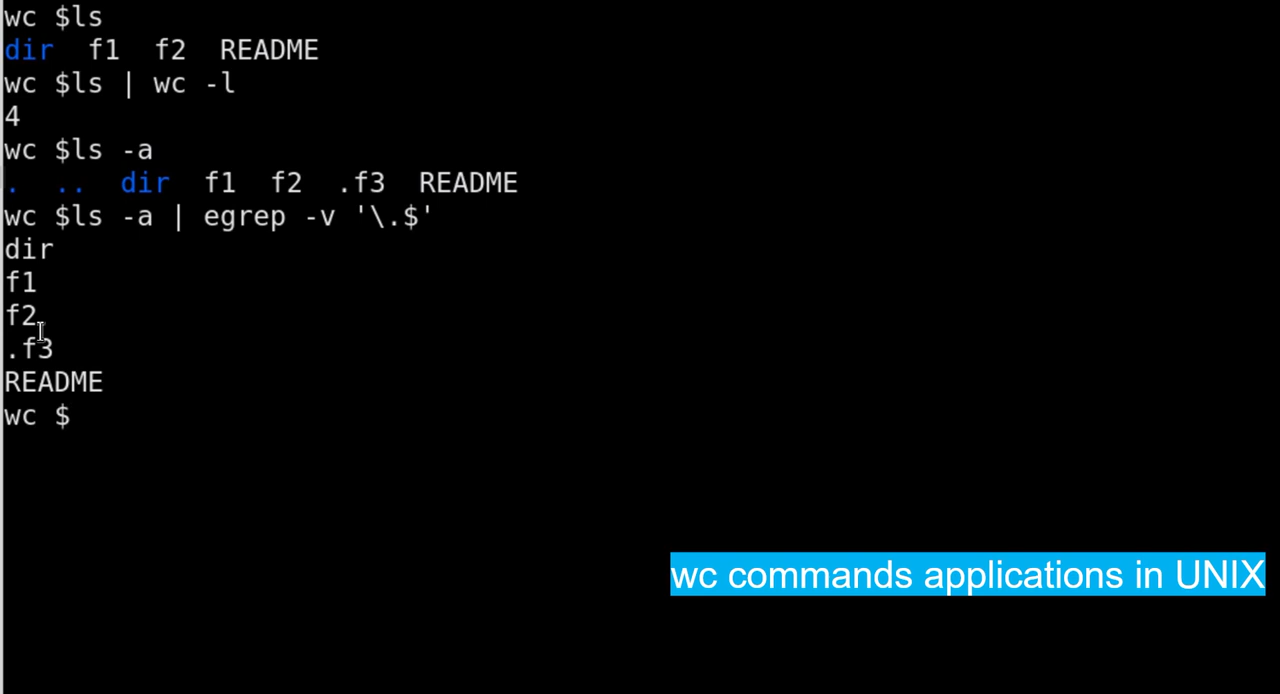 wc $ls
dir f1 f2 README
wc $ls | wc -l
4
wc $ls -a
. .. dir f1 f2 .f3 README
wc $ls -a | egrep -v '\.$'
dir
f1
f2
.f3
README
wc $
wc commands applications in UNIX